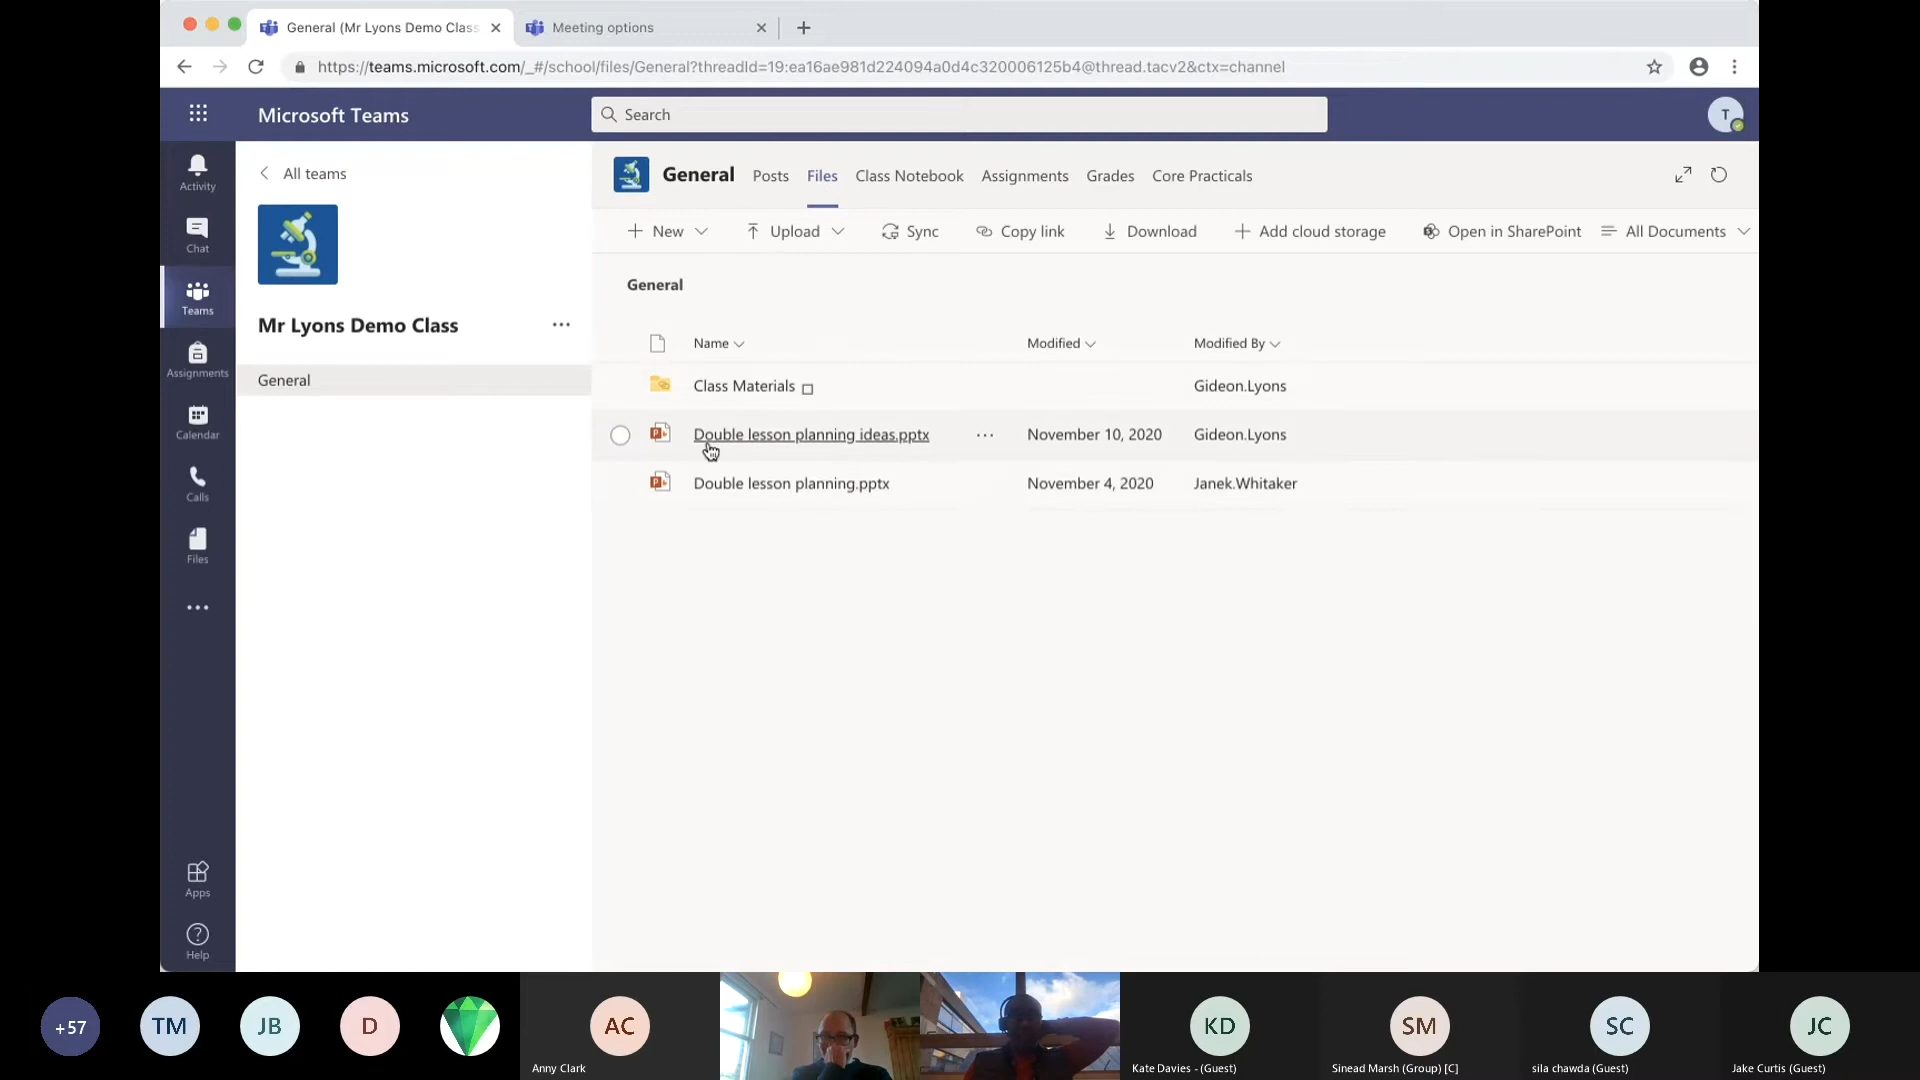 General (Mr Lyons Demo Class
Meeting options
https://teams.microsoft.com/_#/school/files/General?threadId=19:ea16ae981d224094a0d4c320006125b4@thread.tacv2&ctx=channel
Microsoft Teams
Search
T
Activity
Chat
Teams
Assignments
Calendar
Calls
Files
Apps
Help
All teams
Mr Lyons Demo Class
General
General Posts Files Class Notebook Assignments Grades Core Practicals
New Upload Sync Copy link Download Add cloud storage Open in SharePoint All Documents
General
Name Modified Modified By
Class Materials Gideon.Lyons
Double lesson planning ideas.pptx November 10, 2020 Gideon.Lyons
Double lesson planning.pptx November 4, 2020 Janek.Whitaker
+57 TM JB D AC KD SM SC JC
Anny Clark Kate Davies - (Guest) Sinead Marsh (Group) [C] sila chawda (Guest) Jake Curtis (Guest)